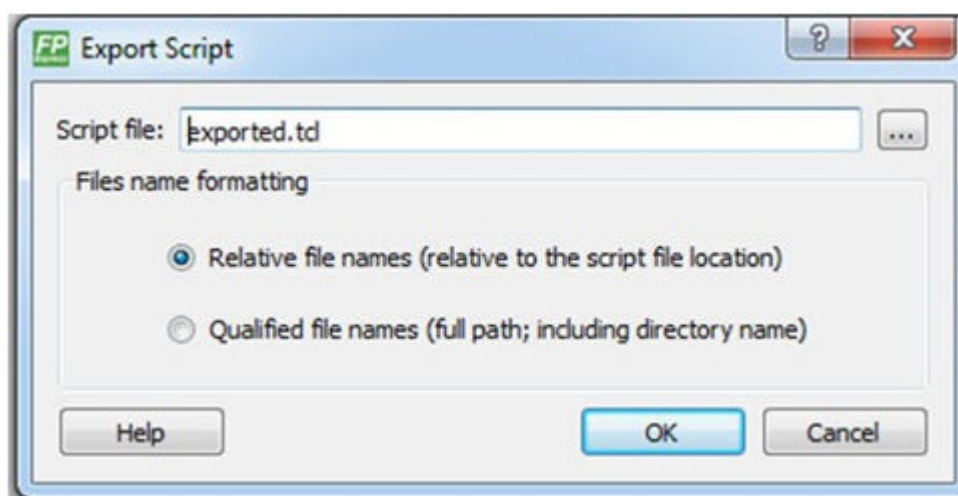 FP Export Script
Script file: exported.tcl ...
Files name formatting
Relative file names (relative to the script file location)
Qualified file names (full path; including directory name)
Help OK Cancel